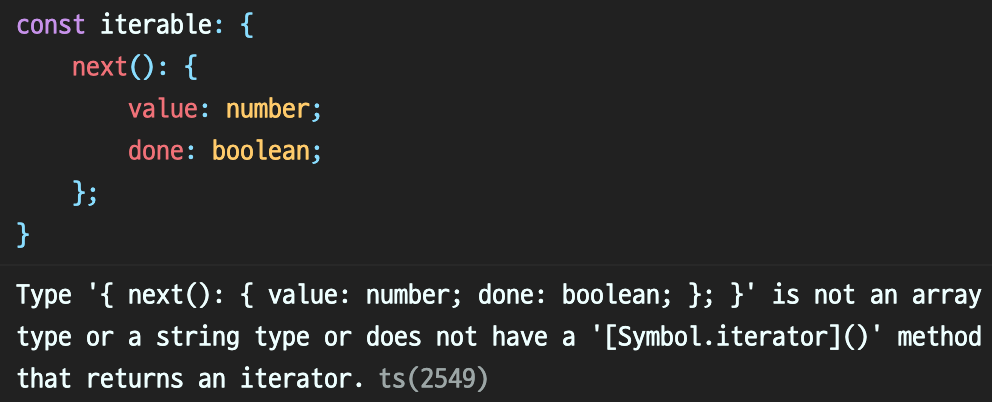 const iterable: {
    next(): {
        value: number;
        done: boolean;
    };
}
Type '{ next(): { value: number; done: boolean; }; }' is not an array
type or a string type or does not have a '[Symbol.iterator]()' method
that returns an iterator. ts(2549)